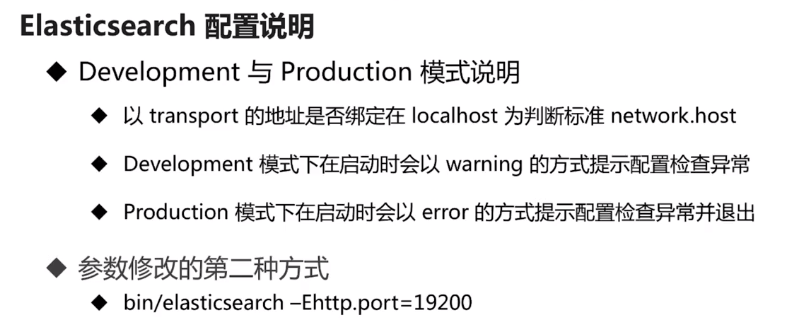 Elasticsearch 配置说明
◆ Development 与 Production 模式说明
◆ 以 transport 的地址是否绑定在 localhost 为判断标准 network.host
◆ Development 模式下在启动时会以 warning 的方式提示配置检查异常
◆ Production 模式下在启动时会以 error 的方式提示配置检查异常并退出
◆ 参数修改的第二种方式
◆ bin/elasticsearch –Ehttp.port=19200